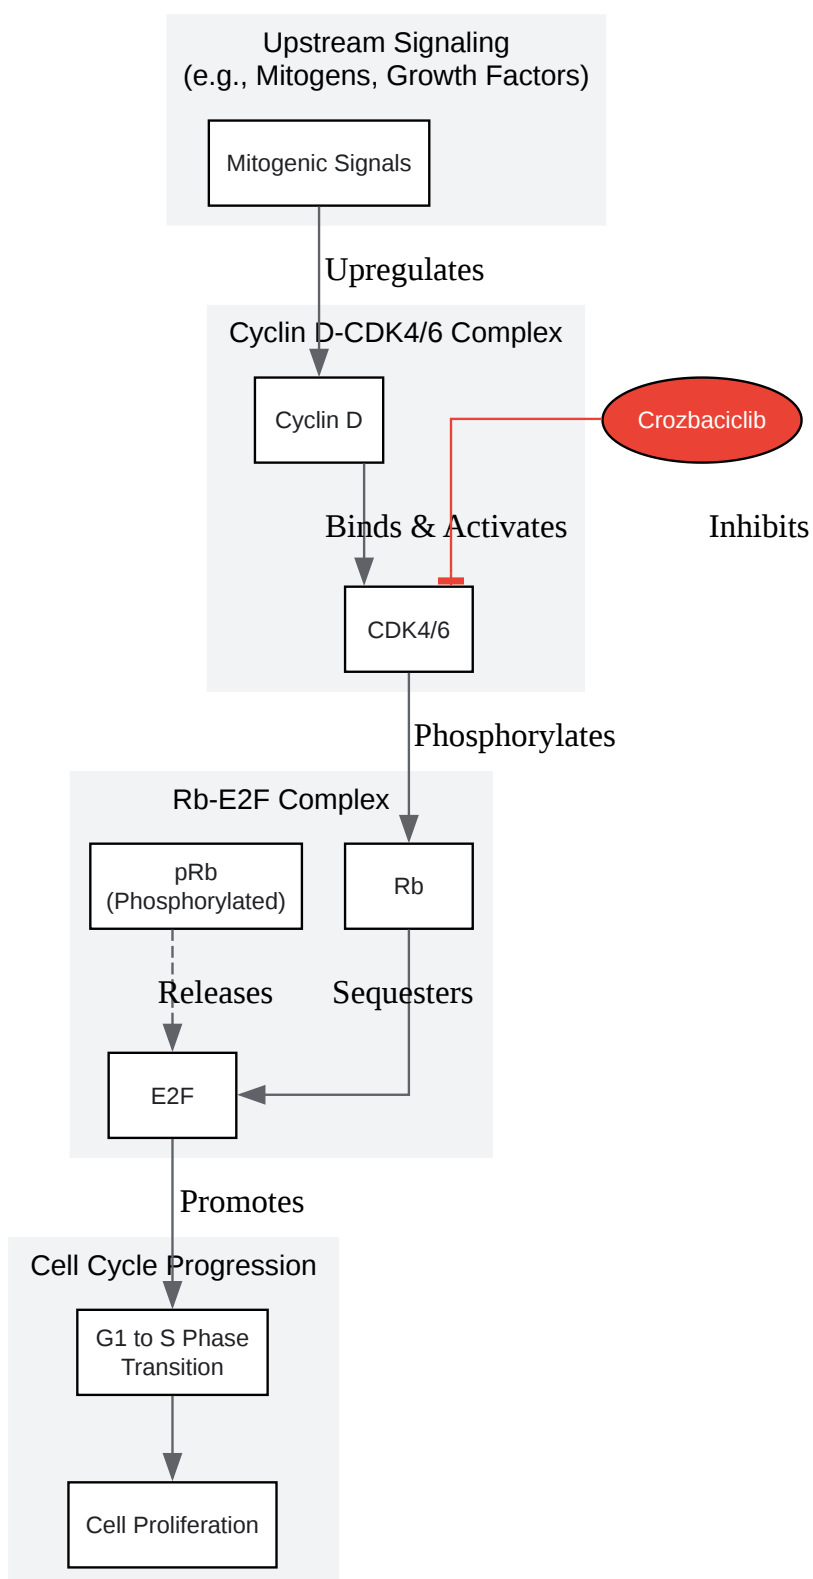 Upstream Signaling
(e.g., Mitogens, Growth Factors)
Mitogenic Signals
Upregulates
Cyclin D-CDK4/6 Complex
Cyclin D
Crozbaciclib
Binds & Activates
Inhibits
CDK4/6
Phosphorylates
Rb-E2F Complex
pRb
(Phosphorylated)
Rb
Releases
Sequesters
E2F
Promotes
Cell Cycle Progression
G1 to S Phase
Transition
Cell Proliferation